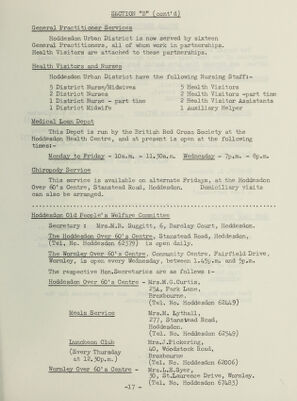 SECTION "B" (cont'd)
General Practitioner Services
Hoddesdon Urban District is now served by sixteen
General Practitioners, all of whom work in partnerships.
Health Visitors are attached to these partnerships.
Health Visitors and Nurses
Hoddesdon Urban District have the following Nursing Staff:-
5 District Nurse/Midwives
5 Health Visitors
2 District Nurses
2 Health Visitors - part time
1 District Nurse - part time
2 Health Visitor Assistants
1 District Midwife
1 Auxiliary Helper
Medical Loan Depot
This Depot is run by the British Red Cross Society at the
Hoddesdon Health Centre, and at present is open at the following
times:-
Monday to Friday - 10a.m. - 11.30a.m. Wednesday - 7p.m. - 8p.m.
Chiropody Service
This service is available on alternate Fridays, at the Hoddesdon
Over 60's Centre, Stanstead Road, Hoddesdon. Domiciliary visits
can also be arranged.
Hoddesdon Old People's Welfare Committee
Secretary : Mrs.M.R. Suggitt, 6, Barclay Court, Hoddesdon.
The Hoddesdon Over 60's Centre, Stanstead Road, Hoddesdon,
(Tel. No. Hoddesdon 62379) is open daily.
The Wormley Over 60's Centre, Community Centre, Fairfield Drive,
Wormley, is open every Wednesday, between 1.45p.m. and 5p.m.
The respective Hon.Secretaries are as follows :-
Hoddesdon Over 60's Centre - Mrs.M.G.Curtis,
254, Park Lane,
Broxbourne.
(Tel. No. Hoddesdon 62449)
Meals Service
Mrs.M. Lythall,
277, Stanstead Road,
Hoddesdon.
(Tel. No. Hoddesdon 62549)
Luncheon Club
(Every Thursday
at 12.30p.m.)
Mrs.J.Pickering,
40, Woodstock Road,
Broxbourne
(Tel. No. Hoddesdon 62006)
Wormley Over 60's Centre -
30, St.Laurence Drive, Wormley.
(Tel. No. Hoddesdon 67483)
-17 -